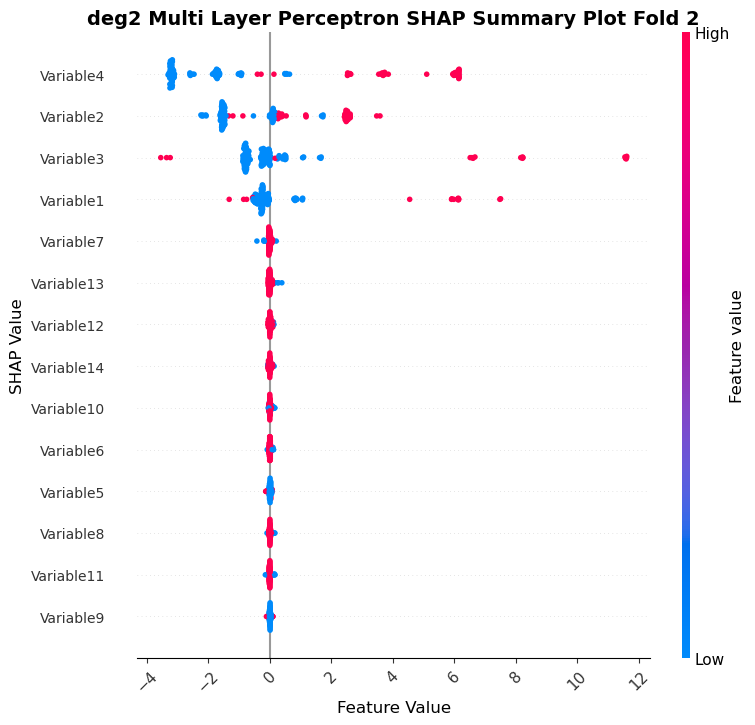 deg2 Multi Layer Perceptron SHAP Summary Plot Fold 2
High
Variable4
Variable2
Variable3
Variable1
Variable7
Variable13
Variable12
Variable14
Variable10
Variable6
Variable5
Variable8
Variable11
Variable9
SHAP Value
Feature value
Low
−4 −2 0 2 4 6 8 10 12
Feature Value